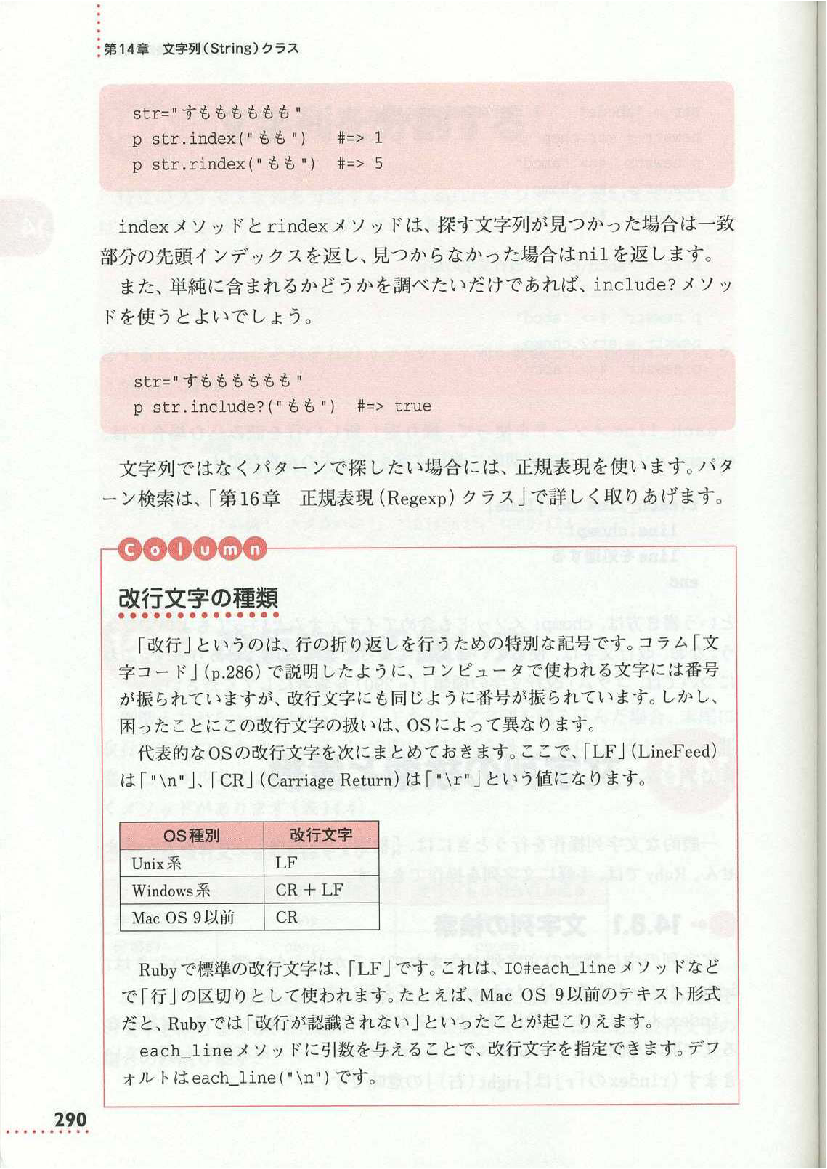 第14章　文字列(String)クラス
str="すもももももも"
p str.index("もも")　#=> 1
p str.rindex("もも")　#=> 5
indexメソッドとrindexメソッドは、探す文字列が見つかった場合は一致
部分の先頭インデックスを返し、見つからなかった場合はnilを返します。
また、単純に含まれるかどうかを調べたいだけであれば、include?メソッ
ドを使うとよいでしょう。
str="すもももももも"
p str.include?("もも")　#=> true
文字列ではなくパターンで探したい場合には、正規表現を使います。パタ
ーン検索は、「第16章　正規表現(Regexp)クラス」で詳しく取りあげます。
Column
改行文字の種類
「改行」というのは、行の折り返しを行うための特別な記号です。コラム「文
字コード」(p.286)で説明したように、コンピュータで使われる文字には番号
が振られていますが、改行文字にも同じように番号が振られています。しかし、
困ったことにこの改行文字の扱いは、OSによって異なります。
代表的なOSの改行文字を次にまとめておきます。ここで、「LF」(LineFeed)
は「"\n"」、「CR」(Carriage Return)は「"\r"」という値になります。
OS種別　改行文字
Unix系　LF
Windows系　CR + LF
Mac OS 9以前　CR
Rubyで標準の改行文字は、「LF」です。これは、IO#each_lineメソッドなど
で「行」の区切りとして使われます。たとえば、Mac OS 9以前のテキスト形式
だと、Rubyでは「改行が認識されない」といったことが起こりえます。
each_lineメソッドに引数を与えることで、改行文字を指定できます。デフ
ォルトはeach_line("\n")です。
290